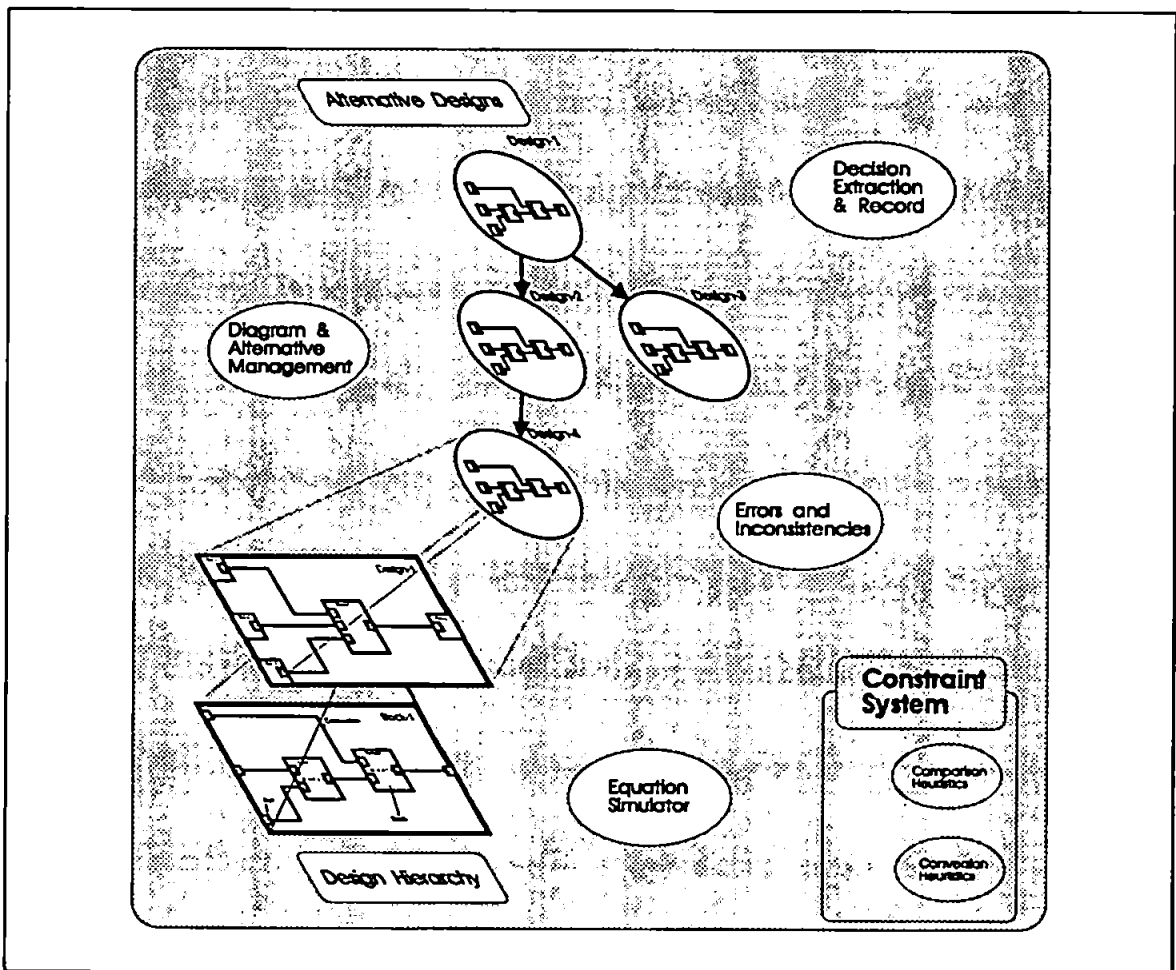 Alternative Designs
Design-1
Decision
Extraction
& Record
Design-2
Design-3
Diagram &
Alternative
Management
Design-4
Errors and
Inconsistencies
Constraint
System
Comparison
Heuristics
Equation
Simulator
Heuristics
Design Hierarchy